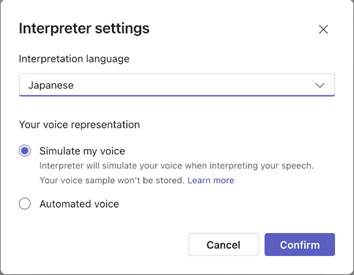 Interpreter settings
Interpretation language
Japanese
Your voice representation
Simulate my voice
Interpreter will simulate your voice when interpreting your speech.
Your voice sample won't be stored. Learn more
Automated voice
Cancel
Confirm